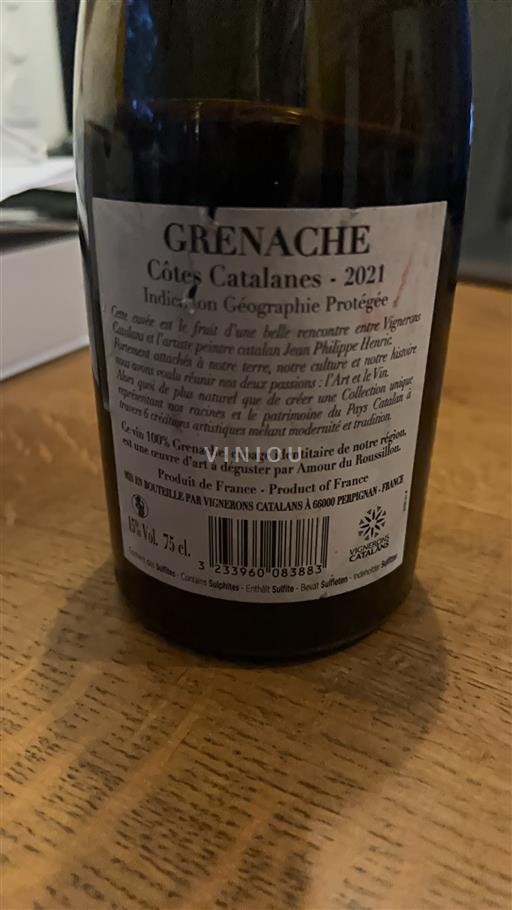 GRENACHE
Côtes Catalanes - 2021
Indication Géographie Protégée
Cette cuvée est le fruit d'une belle rencontre entre Vignerons
Catalans et l'artiste peintre catalan Jean Philippe Henric.
Fortement attachés à notre terre, notre culture et notre histoire
nous avons voulu réunir nos deux passions : l'Art et le Vin.
Alors quoi de plus naturel que de créer une Collection unique
représentant nos racines et le patrimoine du Pays Catalan à
travers 6 créations artistiques mêlant modernité et tradition.
Ce vin 100% Grenache, identitaire de notre région,
VINIOU
est une œuvre d'art à déguster par Amour du Roussillon.
Produit de France - Product of France
MIS EN BOUTEILLE PAR VIGNERONS CATALANS À 66000 PERPIGNAN - FRANCE
15% Vol. 75 cl.
VIGNERONS
CATALANS
3 233960 083883
Contient des Sulfites - Contains Sulphites - Enthält Sulfite - Bevat Sulfieten - Indeholder Sulfitter